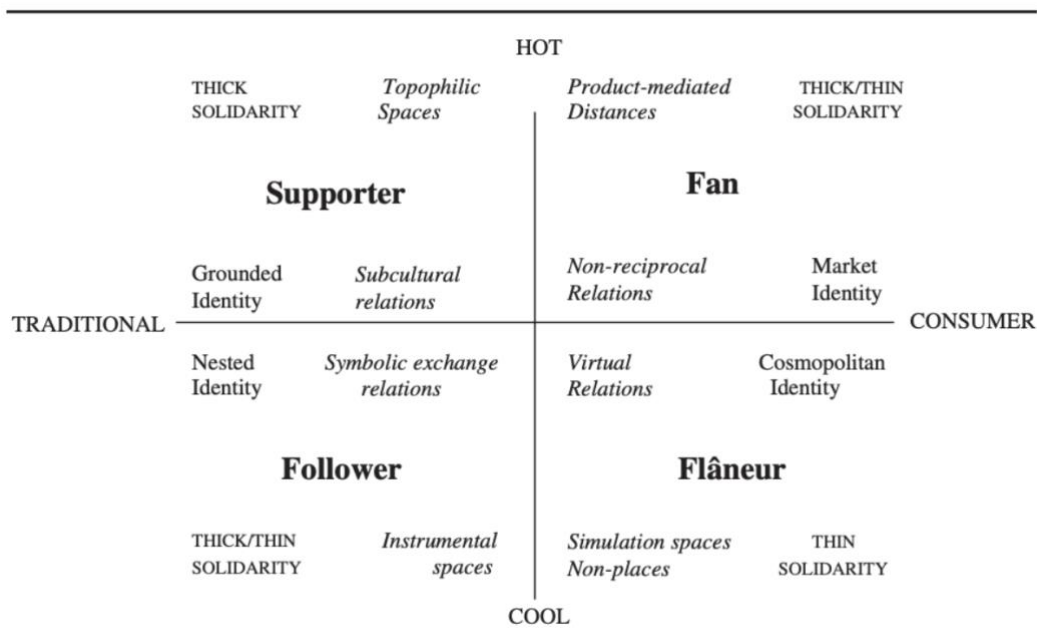 HOT
THICK
SOLIDARITY
Topophilic
Spaces
Product-mediated
Distances
THICK/THIN
SOLIDARITY
Supporter
Fan
Grounded
Identity
Subcultural
relations
Non-reciprocal
Relations
Market
Identity
TRADITIONAL
CONSUMER
Nested
Identity
Symbolic exchange
relations
Virtual
Relations
Cosmopolitan
Identity
Follower
Flâneur
THICK/THIN
SOLIDARITY
Instrumental
spaces
Simulation spaces
Non-places
THIN
SOLIDARITY
COOL